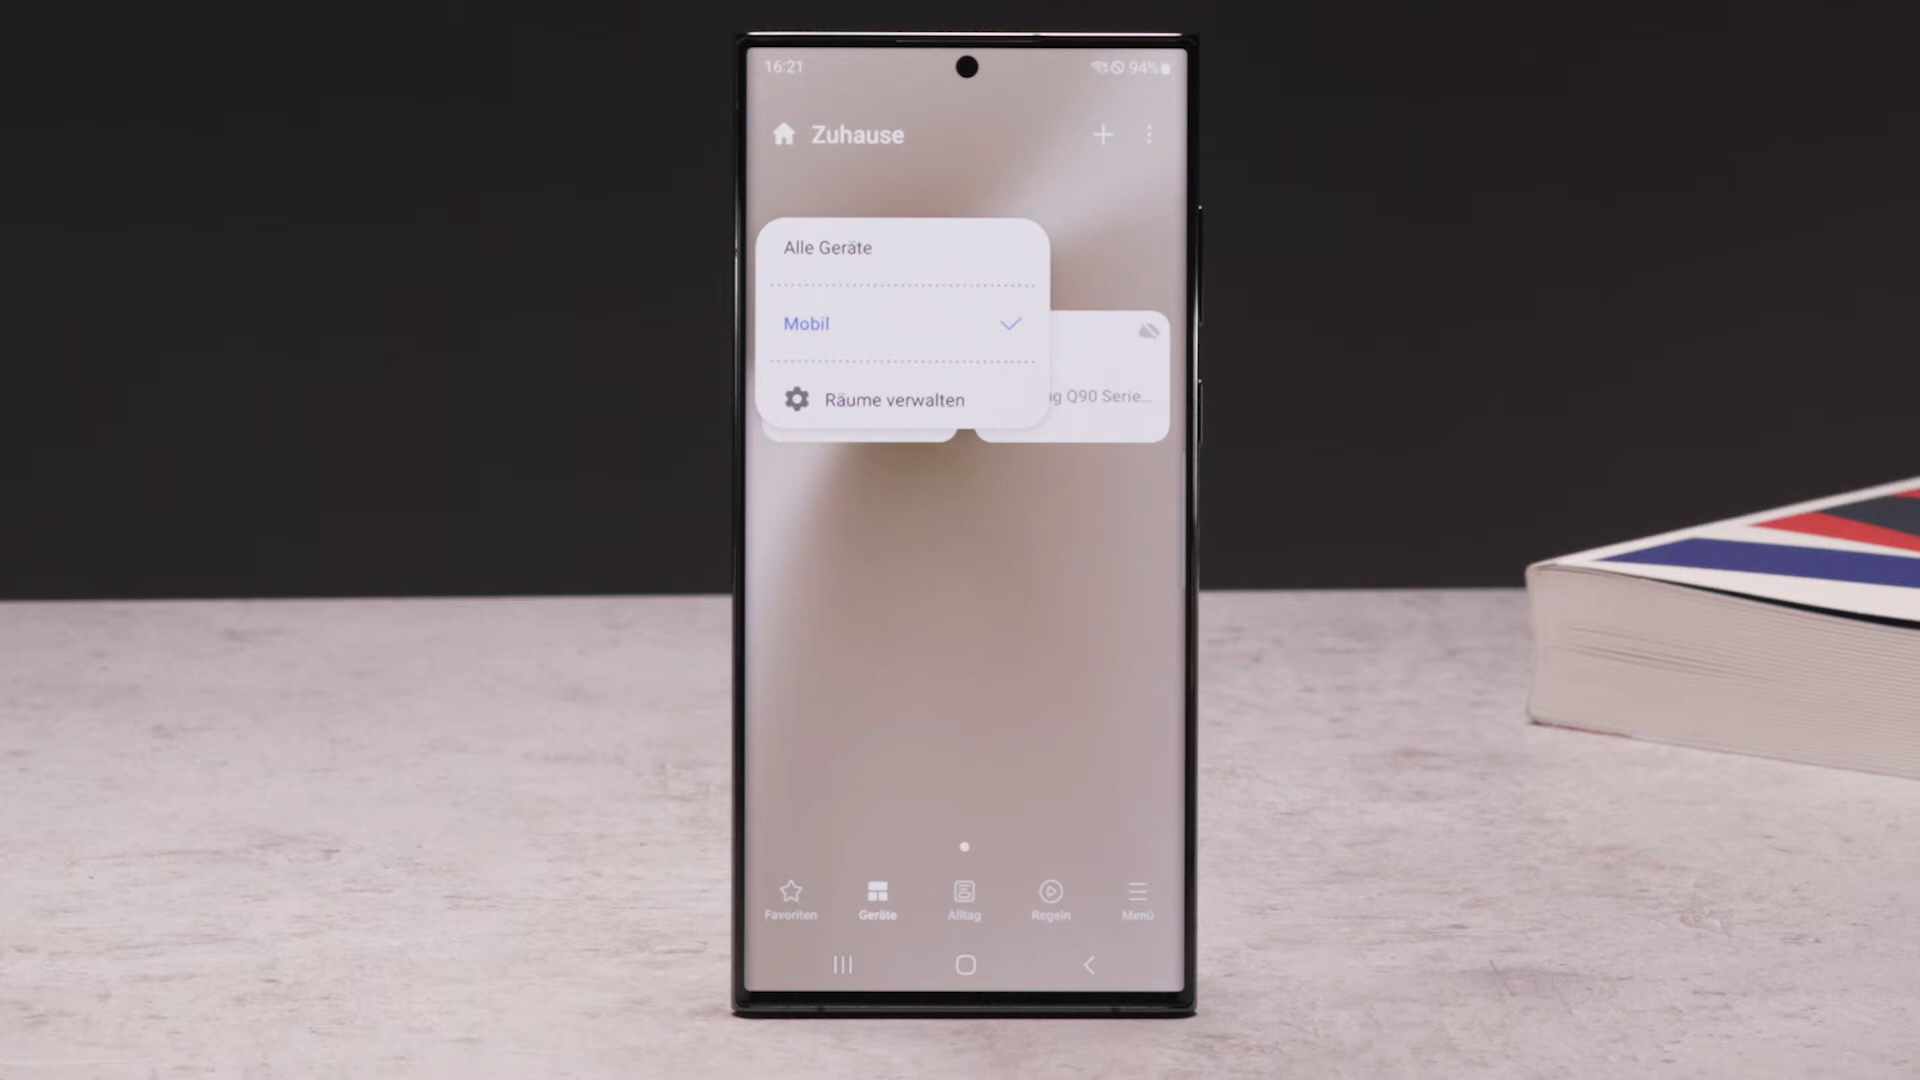 16:21
94%
Zuhause
Alle Geräte
Mobil
Räume verwalten
Q90 Serie...
Favoriten
Geräte
Alltag
Regeln
Menü